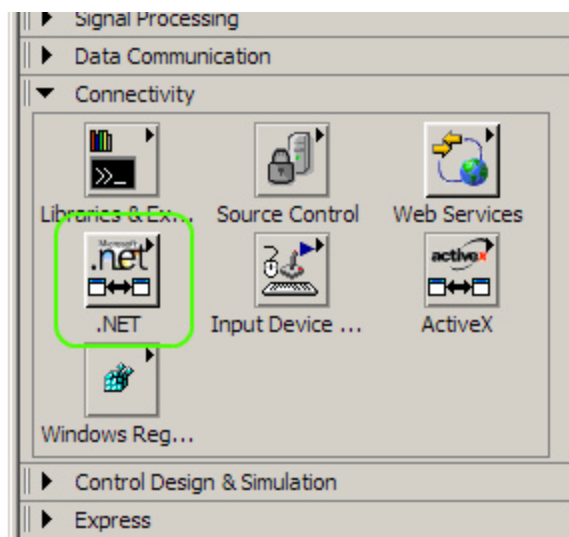 Signal Processing
Data Communication
Connectivity
Libraries & Ex...
Source Control
Web Services
Microsoft
.net
activex
.NET
Input Device ...
ActiveX
Windows Reg...
Control Design & Simulation
Express